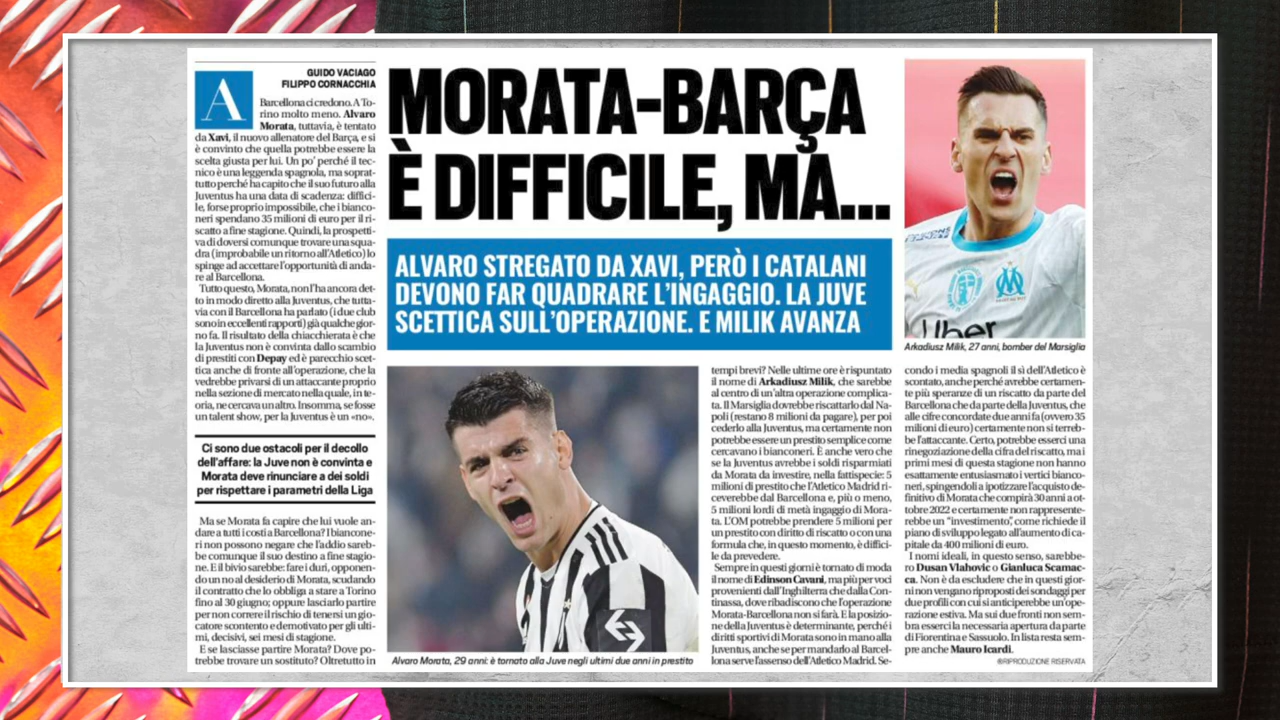 GUIDO VACIAGO
FILIPPO CORNACCHIA
MORATA-BARÇA
È DIFFICILE, MA...
ALVARO STREGATO DA XAVI, PERÒ I CATALANI
DEVONO FAR QUADRARE L'INGAGGIO. LA JUVE
SCETTICA SULL'OPERAZIONE. E MILIK AVANZA
A
Barcellona ci credono. A To-
rino molto meno. Alvaro
Morata, tuttavia, è tentato
da Xavi, il nuovo allenatore del Barça, e si
è convinto che quella potrebbe essere la
scelta giusta per lui. Un po' perché il tec-
nico è una leggenda spagnola, ma soprat-
tutto perché ha capito che il suo futuro alla
Juventus ha una data di scadenza: diffici-
le, forse proprio impossibile, che i bianco-
neri spendano 35 milioni di euro per il ri-
scatto a fine stagione. Quindi, la prospetti-
va di doversi comunque trovare una squa-
dra (improbabile un ritorno all'Atletico) lo
spinge ad accettare l'opportunità di anda-
re al Barcellona.
Tutto questo, Morata, non l'ha ancora det-
to in modo diretto alla Juventus, che tutta-
via con il Barcellona ha parlato (i due club
sono in eccellenti rapporti) già qualche gior-
no fa. Il risultato della chiacchierata è che
la Juventus non è convinta dallo scambio
di prestiti con Depay ed è parecchio scet-
tica anche di fronte all'operazione, che la
vedrebbe privarsi di un attaccante proprio
nella sezione di mercato nella quale, in te-
oria, ne cercava un altro. Insomma, se fosse
un talent show, per la Juventus è un «no».
Ci sono due ostacoli per il decollo
dell'affare: la Juve non è convinta e
Morata deve rinunciare a dei soldi
per rispettare i parametri della Liga
Ma se Morata fa capire che lui vuole an-
dare a tutti i costi a Barcellona? I biancone-
ri non possono negare che l'addio sareb-
be comunque il suo destino a fine stagio-
ne. E il bivio sarebbe: fare i duri, opponen-
do un no al desiderio di Morata, scudando
il contratto che lo obbliga a stare a Torino
fino al 30 giugno; oppure lasciarlo partire
per non correre il rischio di tenersi un gio-
catore scontento e demotivato per gli ulti-
mi, decisivi, sei mesi di stagione.
E se lasciasse partire Morata? Dove po-
trebbe trovare un sostituto? Oltretutto in
Alvaro Morata, 29 anni: è tornato alla Juve negli ultimi due anni in prestito
tempi brevi? Nelle ultime ore è rispuntato
il nome di Arkadiusz Milik, che sarebbe
al centro di un'altra operazione complica-
ta. Il Marsiglia dovrebbe riscattarlo dal Na-
poli (restano 8 milioni da pagare), per poi
cederlo alla Juventus, ma certamente non
potrebbe essere un prestito semplice come
cercavano i bianconeri. È anche vero che
se la Juventus avrebbe i soldi risparmiati
da Morata da investire, nella fattispecie: 5
milioni di prestito che l'Atletico Madrid ri-
ceverebbe dal Barcellona e, più o meno,
5 milioni lordi di metà ingaggio di Mora-
ta. L'OM potrebbe prendere 5 milioni per
un prestito con diritto di riscatto o con una
formula che, in questo momento, è diffici-
le da prevedere.
Sempre in questi giorni è tornato di moda
il nome di Edinson Cavani, ma più per voci
provenienti dall'Inghilterra che dalla Con-
tinassa, dove ribadiscono che l'operazione
Morata-Barcellona non si farà. E la posizio-
ne della Juventus è determinante, perché i
diritti sportivi di Morata sono in mano alla
Juventus, anche se per mandarlo al Barcel-
lona serve l'assenso dell'Atletico Madrid. Se-
Uber
Arkadiusz Milik, 27 anni, bomber del Marsiglia
condo i media spagnoli il sì dell'Atletico è
scontato, anche perché avrebbe certamen-
te più speranze di un riscatto da parte del
Barcellona che da parte della Juventus, che
alle cifre concordate due anni fa (ovvero 35
milioni di euro) certamente non si terreb-
be l'attaccante. Certo, potrebbe esserci una
rinegoziazione della cifra del riscatto, ma i
primi mesi di questa stagione non hanno
esattamente entusiasmato i vertici bianco-
neri, spingendoli a ipotizzare l'acquisto de-
finitivo di Morata che compirà 30 anni a ot-
tobre 2022 e certamente non rappresente-
rebbe un "investimento", come richiede il
piano di sviluppo legato all'aumento di ca-
pitale da 400 milioni di euro.
I nomi ideali, in questo senso, sarebbe-
ro Dusan Vlahovic o Gianluca Scamac-
ca. Non è da escludere che in questi gior-
ni non vengano riproposti dei sondaggi per
due profili con cui si anticiperebbe un'ope-
razione estiva. Ma sui due fronti non sem-
bra esserci la necessaria apertura da parte
di Fiorentina e Sassuolo. In lista resta sem-
pre anche Mauro Icardi.
©RIPRODUZIONE RISERVATA